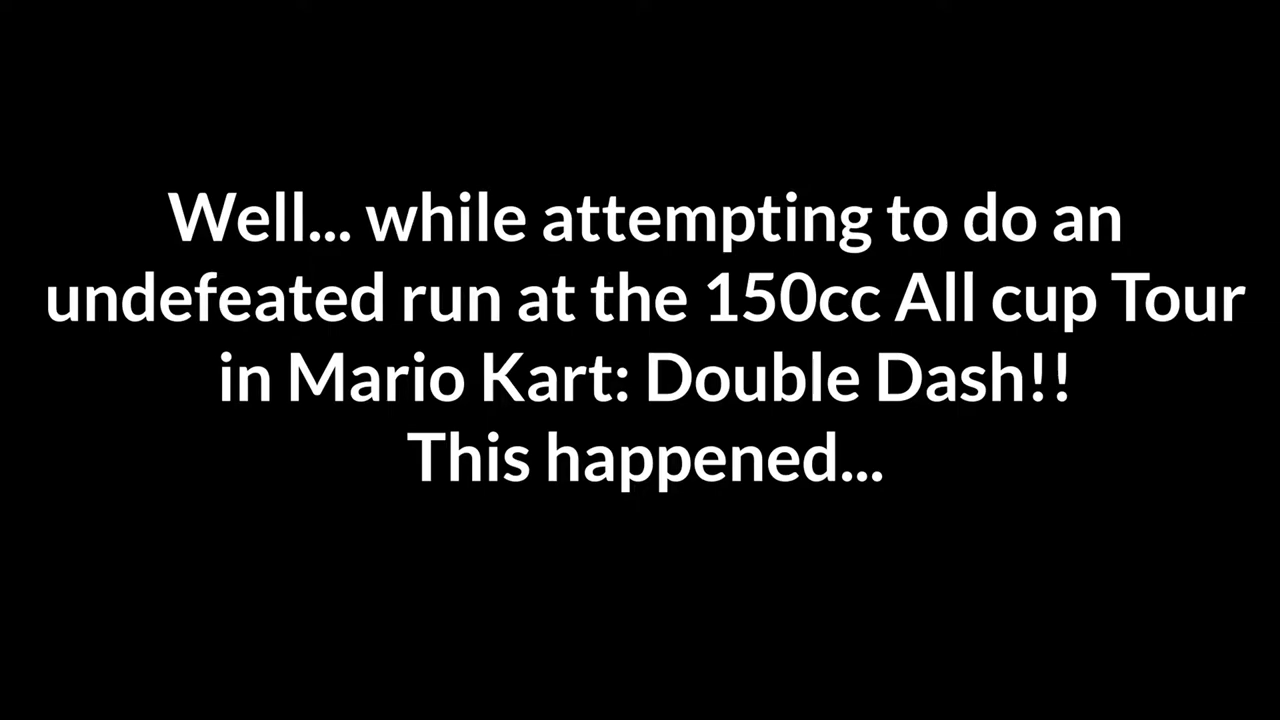 Well... while attempting to do an
undefeated run at the 150cc All cup Tour
in Mario Kart: Double Dash!!
This happened...